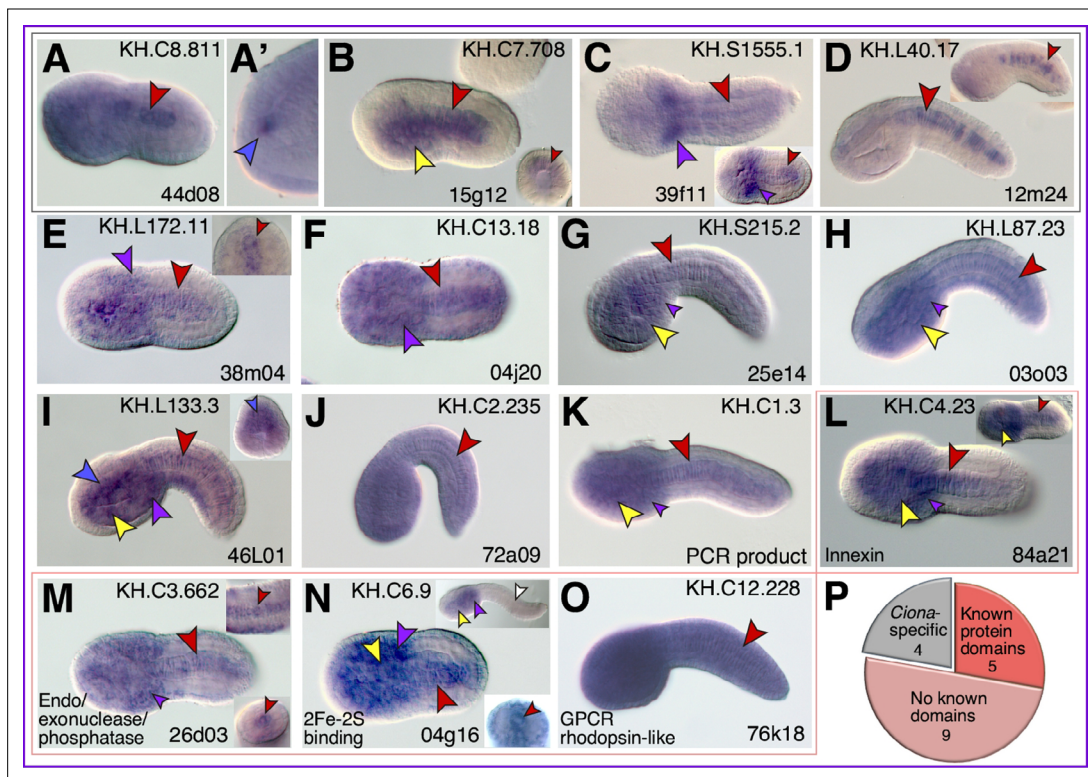 A KH.C8.811
44d08
A’
B KH.C7.708
15g12
C KH.S1555.1
39f11
D KH.L40.17
12m24
E KH.L172.11
38m04
F KH.C13.18
04j20
G KH.S215.2
25e14
H KH.L87.23
03o03
I KH.L133.3
46L01
J KH.C2.235
72a09
K KH.C1.3
PCR product
L KH.C4.23
Innexin 84a21
M KH.C3.662
Endo/
exonuclease/
phosphatase 26d03
N KH.C6.9
2Fe-2S
binding 04g16
O KH.C12.228
GPCR
rhodopsin-like 76k18
P
Ciona-
specific
4
Known
protein
domains
5
No known
domains
9